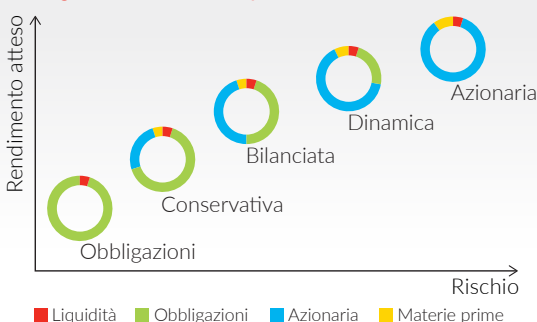 Rendimento atteso
Azionaria
Dinamica
Bilanciata
Conservativa
Obbligazioni
Rischio
Liquidità Obbligazioni Azionaria Materie prime